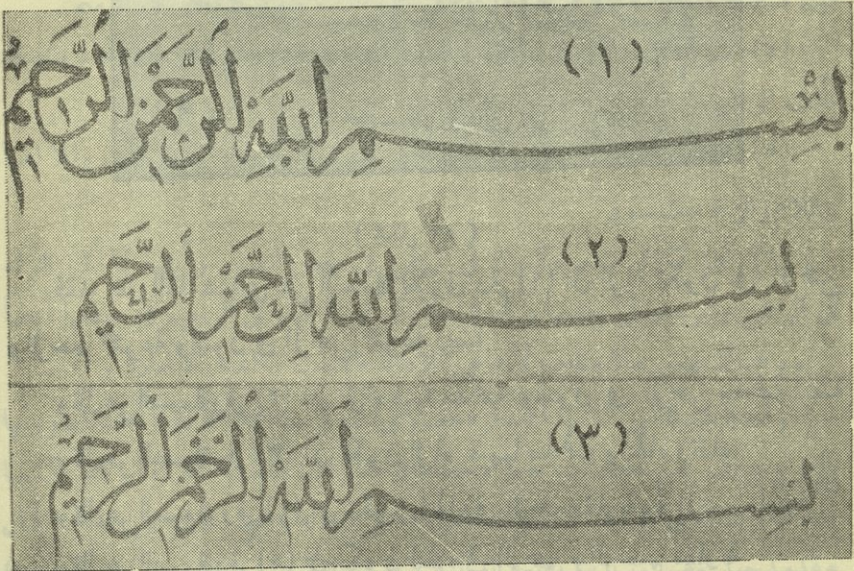 (١)
بسم الله الرحمن الرحيم
(٢)
بسم الله الرحمن الرحيم
(٣)
بسم الله الرحمن الرحيم